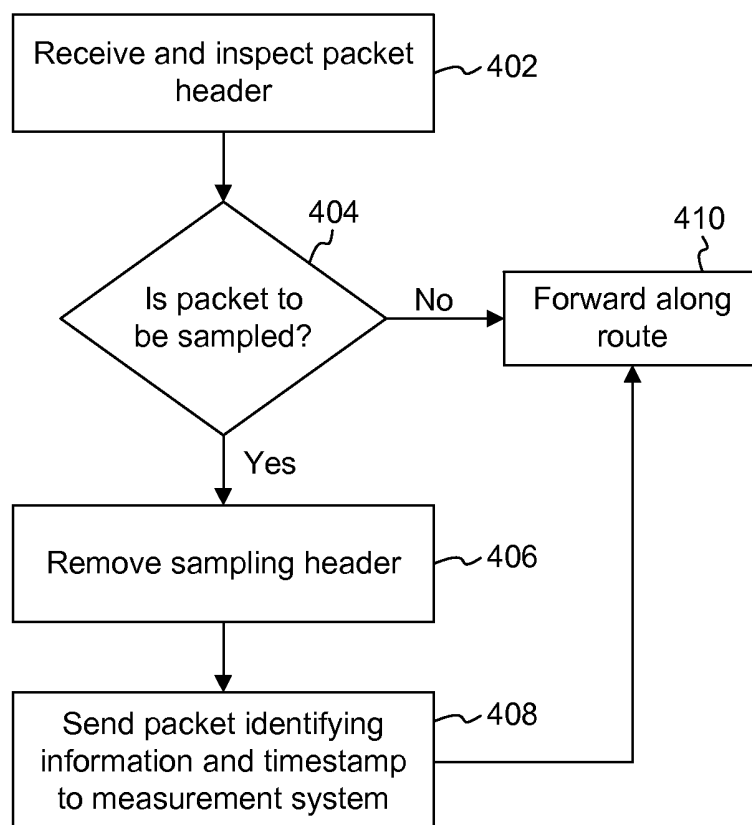 Receive and inspect packet
header
402
404
Is packet to
be sampled?
No
410
Forward along
route
Yes
Remove sampling header
406
Send packet identifying
information and timestamp
to measurement system
408